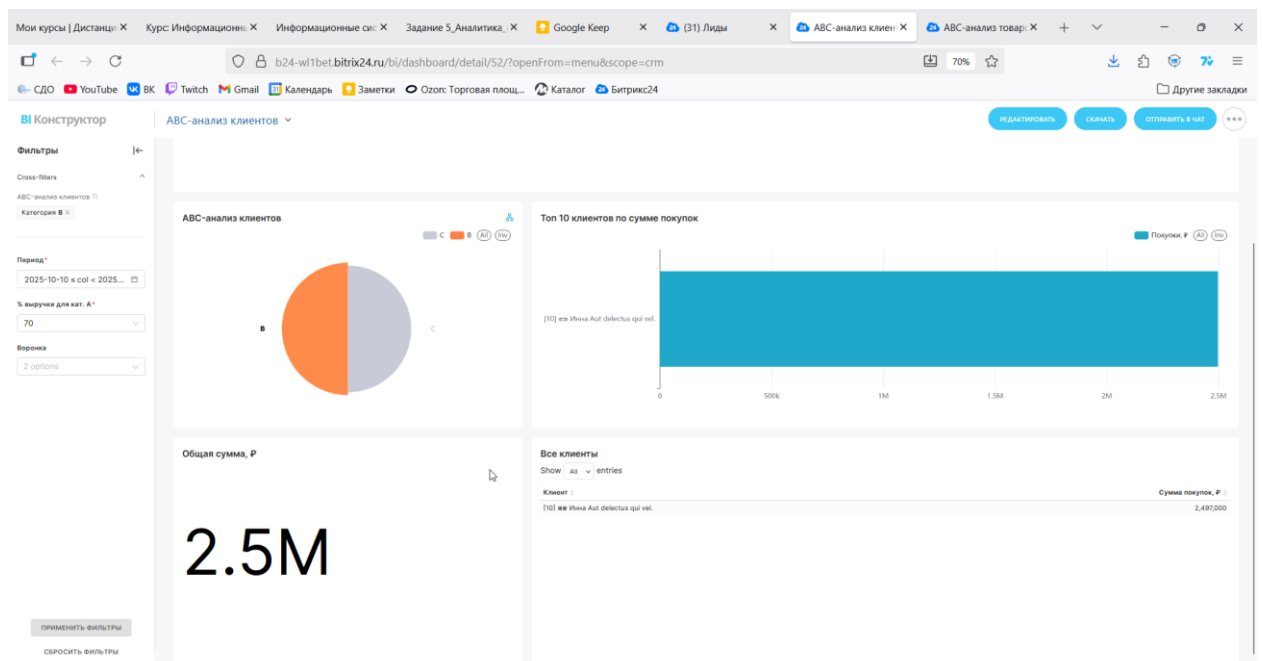 Мои курсы | Дистанци
Курс: Информационн
Информационные сис
Задание 5_Аналитика_
Google Keep
(31) Лиды
ABC-анализ клиен
ABC-анализ товар
b24-wl1bet.bitrix24.ru/bi/dashboard/detail/52/?openFrom=menu&scope=crm
70%
СДО
YouTube
ВК
Twitch
Gmail
Календарь
Заметки
Ozon: Торговая площ...
Каталог
Битрикс24
Другие закладки
BI Конструктор
ABC-анализ клиентов
РЕДАКТИРОВАТЬ
СКАЧАТЬ
ОТПРАВИТЬ В ЧАТ
Фильтры
Cross-filters
ABC-анализ клиентов
Категория B
Период*
2025-10-10 ≤ col < 2025...
% выручки для кат. A*
70
Воронка
2 options
ПРИМЕНИТЬ ФИЛЬТРЫ
СБРОСИТЬ ФИЛЬТРЫ
ABC-анализ клиентов
C B All Inv
B
C
Топ 10 клиентов по сумме покупок
Покупки, ₽ All Inv
[10] Инна Aut delectus qui vel.
0 500k 1M 1.5M 2M 2.5M
Общая сумма, ₽
2.5M
Все клиенты
Show All entries
Клиент Сумма покупок, ₽
[10] Инна Aut delectus qui vel. 2,497,000